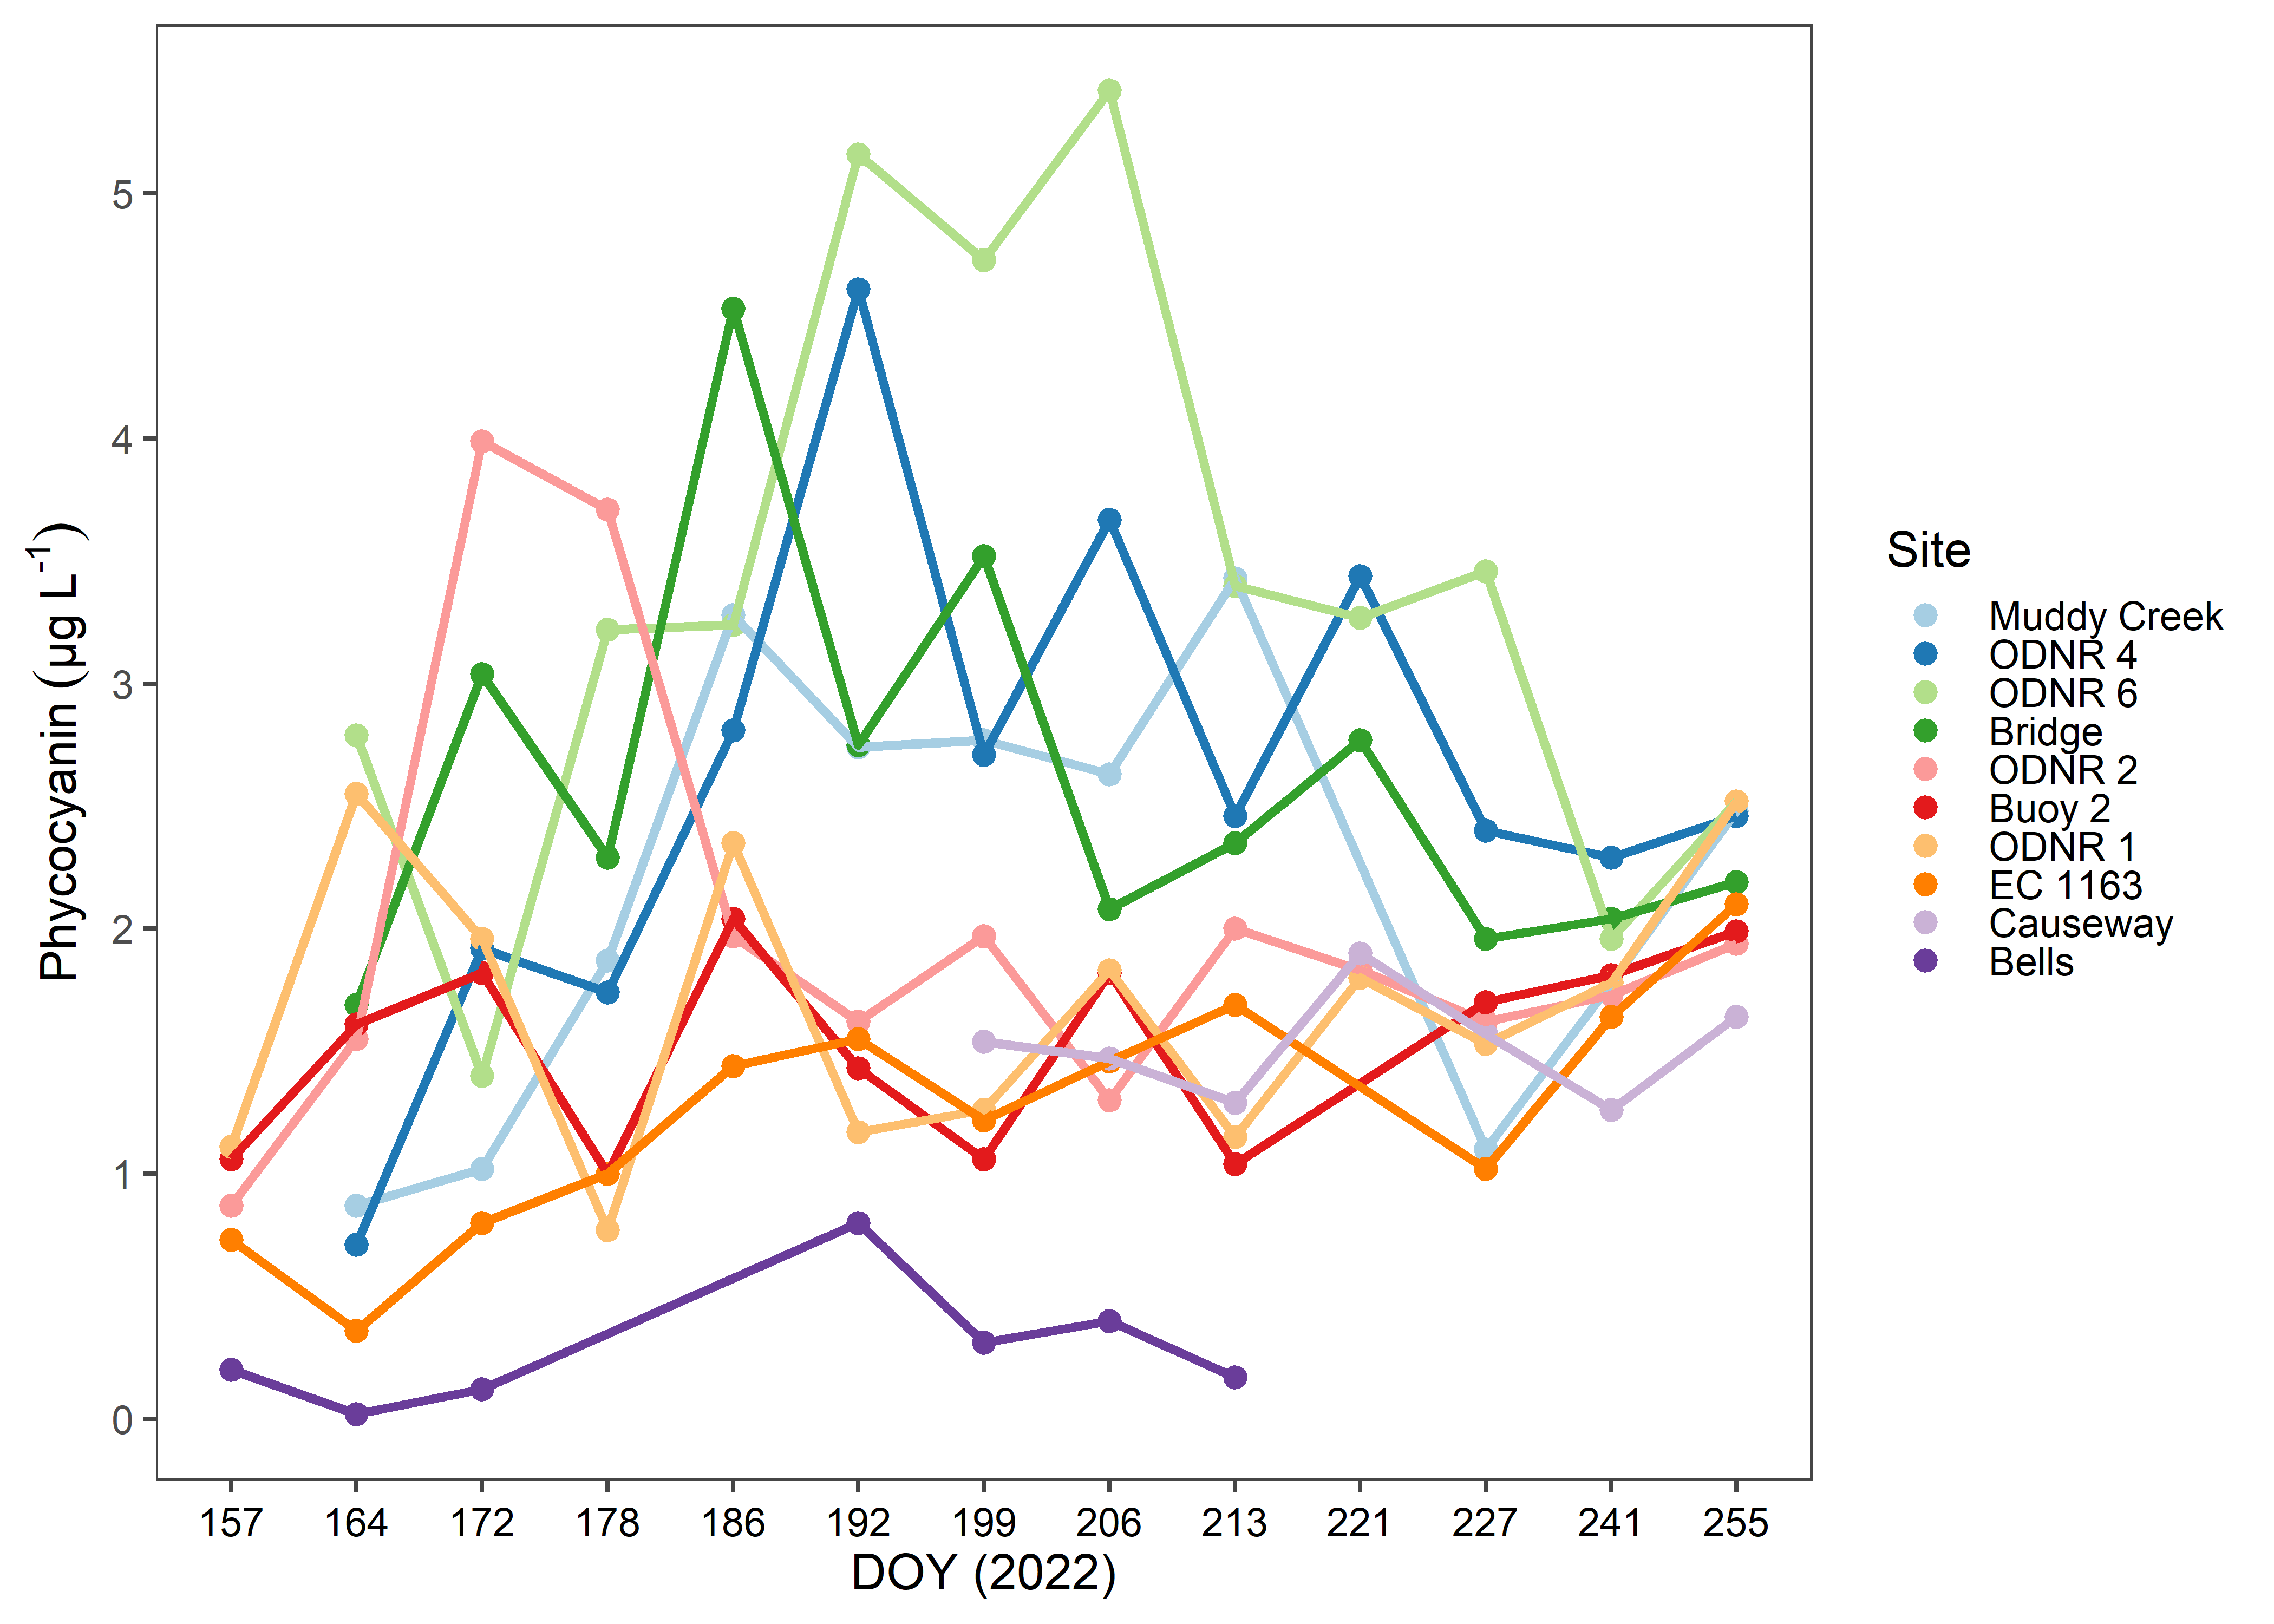 Phycocyanin (µg L⁻¹)
5
4
3
2
1
0
157 164 172 178 186 192 199 206 213 221 227 241 255
DOY (2022)
Site
Muddy Creek
ODNR 4
ODNR 6
Bridge
ODNR 2
Buoy 2
ODNR 1
EC 1163
Causeway
Bells